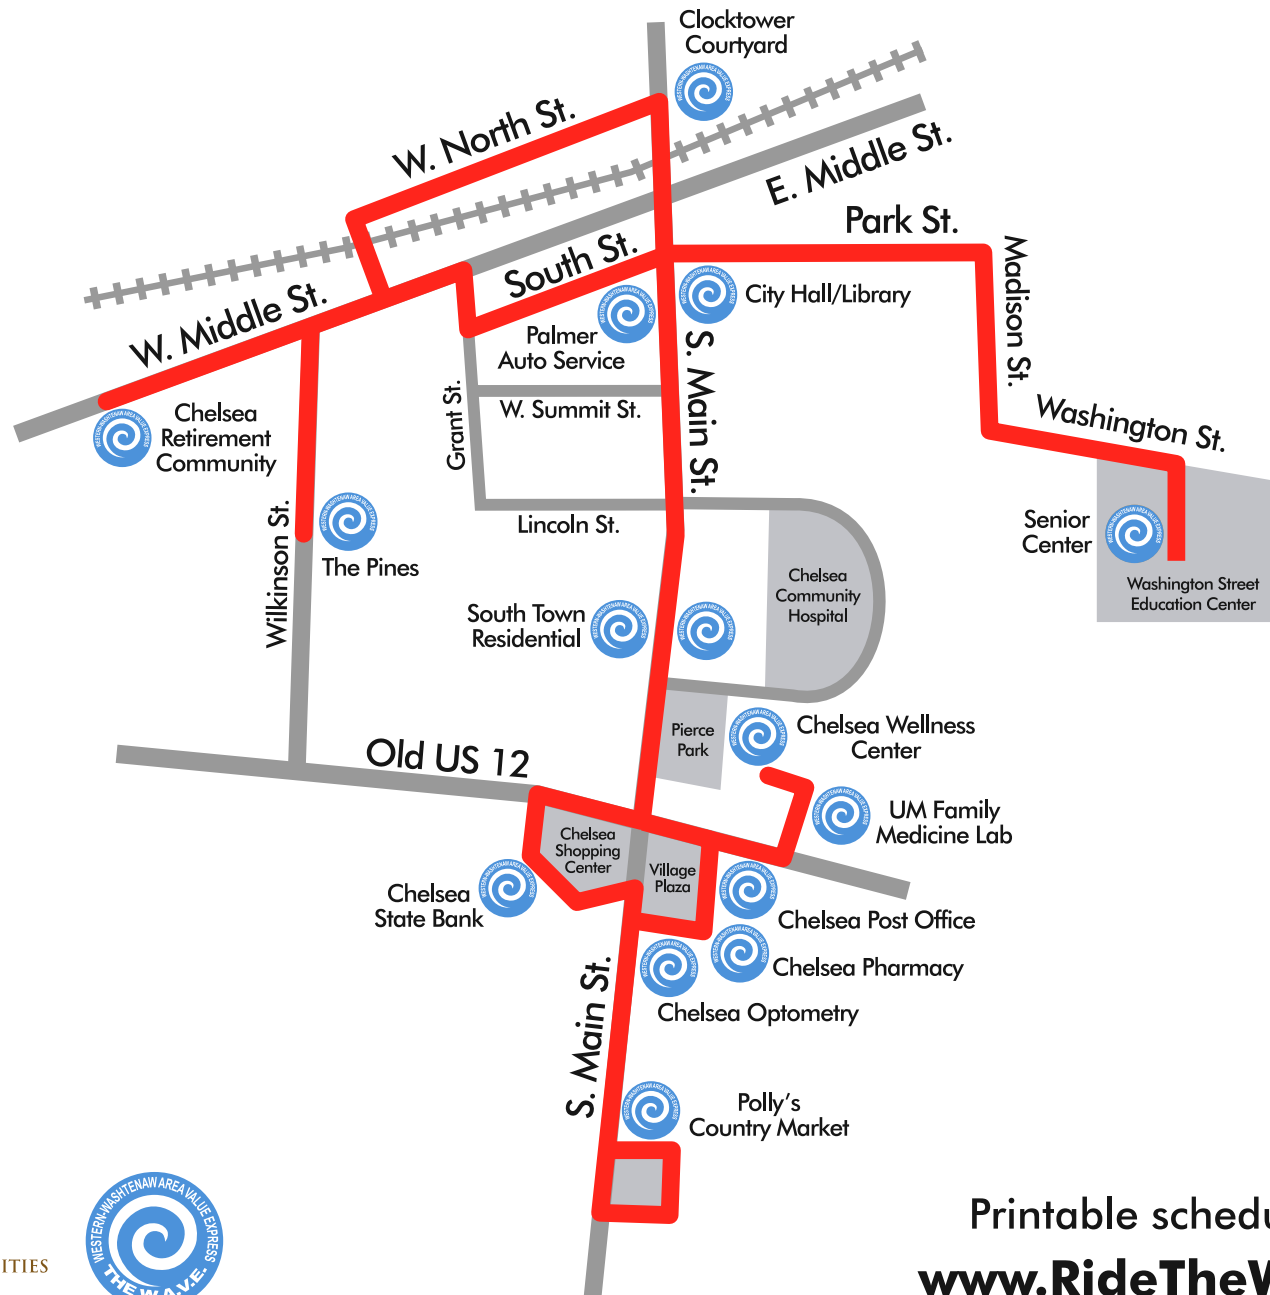 Clocktower
Courtyard
W. North St.
E. Middle St.
Park St.
South St.
Madison St.
City Hall/Library
W. Middle St.
Palmer
Auto Service
S. Main St.
Grant St.
W. Summit St.
Washington St.
Chelsea
Retirement
Community
Wilkinson St.
The Pines
Lincoln St.
Senior
Center
Chelsea
Community
Hospital
Washington Street
Education Center
South Town
Residential
Pierce
Park
Chelsea Wellness
Center
Old US 12
UM Family
Medicine Lab
Chelsea
Shopping
Center
Village
Plaza
Chelsea
State Bank
Chelsea Post Office
Chelsea Pharmacy
Chelsea Optometry
S. Main St.
Polly's
Country Market
WESTERN-WASHTENAW AREA VALUE EXPRESS
THE W.A.V.E.
ITIES
Printable schedu
www.RideTheW